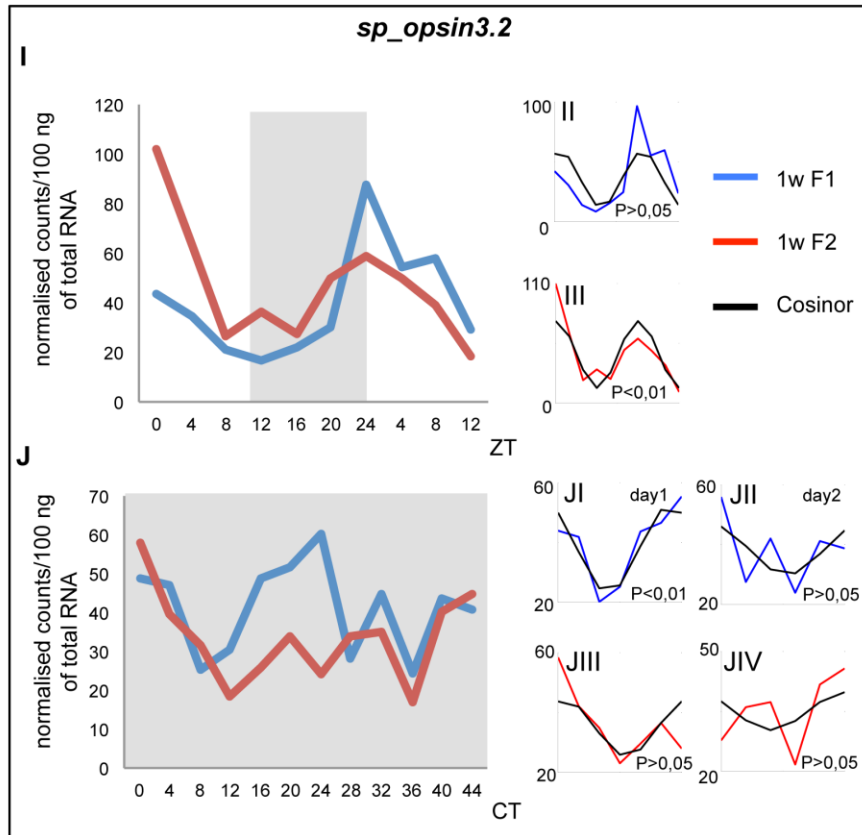 sp_opsin3.2
I
normalised counts/100 ng
of total RNA
120
100
80
60
40
20
0
0 4 8 12 16 20 24 4 8 12
ZT
II
100
0
P>0,05
III
110
0
P<0,01
1w F1
1w F2
Cosinor
J
normalised counts/100 ng
of total RNA
70
60
50
40
30
20
10
0
0 4 8 12 16 20 24 28 32 36 40 44
CT
60
JI
day1
20
P<0,01
60
JII
day2
20
P>0,05
60
JIII
20
P>0,05
50
JIV
20
P>0,05